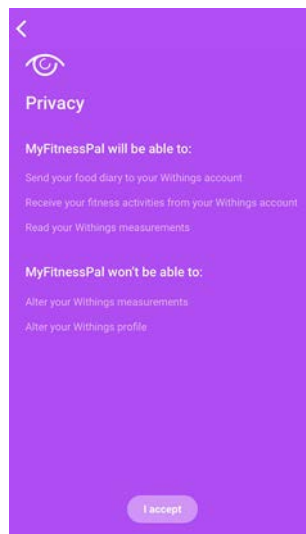 Privacy
MyFitnessPal will be able to:
Send your food diary to your Withings account
Receive your fitness activities from your Withings account
Read your Withings measurements
MyFitnessPal won't be able to:
Alter your Withings measurements
Alter your Withings profile
I accept